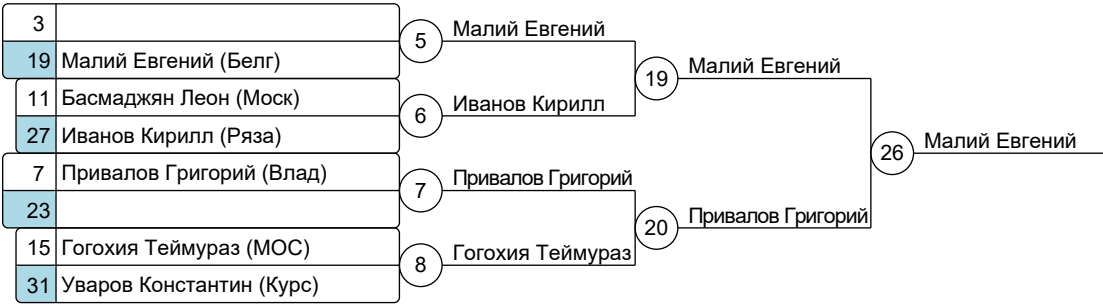 3
5
Малий Евгений
19 Малий Евгений (Белг)
19
Малий Евгений
11 Басмаджян Леон (Моск)
6
Иванов Кирилл
27 Иванов Кирилл (Ряза)
26
Малий Евгений
7 Привалов Григорий (Влад)
7
Привалов Григорий
23
20
Привалов Григорий
15 Гогохия Теймураз (МОС)
8
Гогохия Теймураз
31 Уваров Константин (Курс)